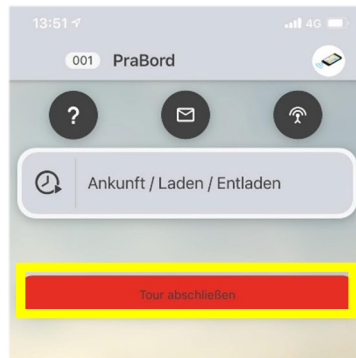 13:51 4G
001 PraBord
?
Ankunft / Laden / Entladen
Tour abschließen